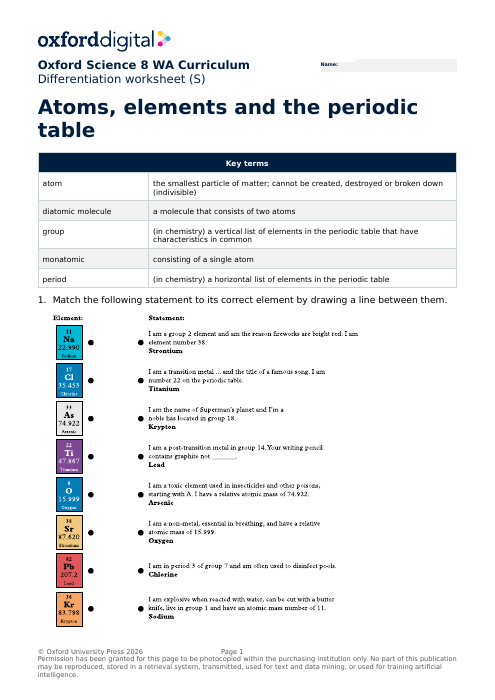 oxforddigital
Oxford Science 8 WA Curriculum
Name:
Differentiation worksheet (S)
Atoms, elements and the periodic
table
Key terms
atom
the smallest particle of matter; cannot be created, destroyed or broken down
(indivisible)
diatomic molecule
a molecule that consists of two atoms
group
(in chemistry) a vertical list of elements in the periodic table that have
characteristics in common
monatomic
consisting of a single atom
period
(in chemistry) a horizontal list of elements in the periodic table
1. Match the following statement to its correct element by drawing a line between them.
Element:
Statement:
11
Na
22.990
Sodium
I am a group 2 element and am the reason fireworks are bright red. I am
element number 38.
Strontium
17
Cl
35.453
Chlorine
I am a transition metal ... and the title of a famous song. I am
number 22 on the periodic table.
Titanium
33
As
74.922
Arsenic
I am the name of Superman's planet and I'm a
noble has located in group 18.
Krypton
22
Ti
47.867
Titanium
I am a post-transition metal in group 14. Your writing pencil
contains graphite not ______.
Lead
8
O
15.999
Oxygen
I am a toxic element used in insecticides and other poisons,
starting with A. I have a relative atomic mass of 74.922.
Arsenic
38
Sr
87.620
Strontium
I am a non-metal, essential in breathing, and have a relative
atomic mass of 15.999.
Oxygen
82
Pb
207.2
Lead
I am in period 3 of group 7 and am often used to disinfect pools.
Chlorine
36
Kr
83.798
Krypton
I am explosive when reacted with water, can be cut with a butter
knife, live in group 1 and have an atomic mass number of 11.
Sodium
© Oxford University Press 2026 Page 1
Permission has been granted for this page to be photocopied within the purchasing institution only. No part of this publication
may be reproduced, stored in a retrieval system, transmitted, used for text and data mining, or used for training artificial
intelligence.